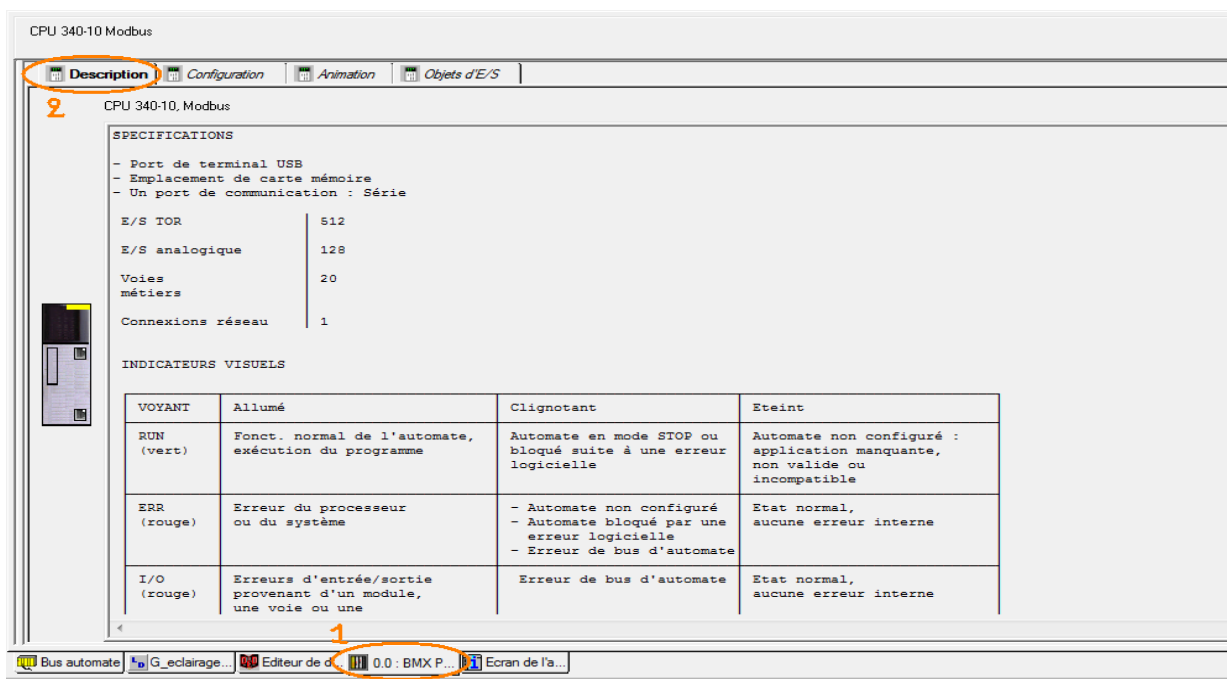 CPU 340-10 Modbus
Description Configuration Animation Objets d'E/S
2
CPU 340-10, Modbus
SPECIFICATIONS
- Port de terminal USB
- Emplacement de carte mémoire
- Un port de communication : Série
E/S TOR 512
E/S analogique 128
Voies 20
métiers
Connexions réseau 1
INDICATEURS VISUELS
VOYANT Allumé Clignotant Eteint
RUN Fonct. normal de l'automate, Automate en mode STOP ou Automate non configuré :
(vert) exécution du programme bloqué suite à une erreur application manquante,
logicielle non valide ou
incompatible
ERR Erreur du processeur - Automate non configuré Etat normal,
(rouge) ou du système - Automate bloqué par une aucune erreur interne
erreur logicielle
- Erreur de bus d'automate
I/O Erreurs d'entrée/sortie Erreur de bus d'automate Etat normal,
(rouge) provenant d'un module, aucune erreur interne
une voie ou une
1
Bus automate G_eclairage... Editeur de d... 0.0 : BMX P... Ecran de l'a...